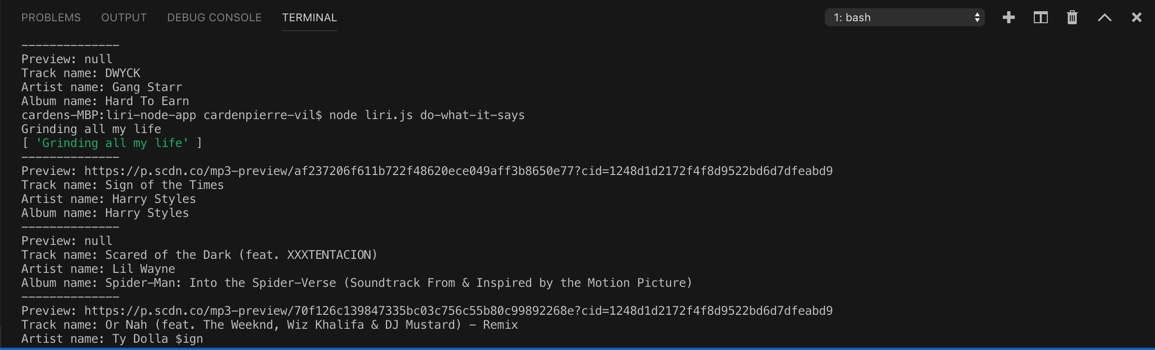 PROBLEMS OUTPUT DEBUG CONSOLE TERMINAL 1: bash
--------------
Preview: null
Track name: DWYCK
Artist name: Gang Starr
Album name: Hard To Earn
cardens-MBP:liri-node-app cardenpierre-vil$ node liri.js do-what-it-says
Grinding all my life
[ 'Grinding all my life' ]
--------------
Preview: https://p.scdn.co/mp3-preview/af237206f611b722f48620ece049aff3b8650e77?cid=1248d1d2172f4f8d9522bd6d7dfeabd9
Track name: Sign of the Times
Artist name: Harry Styles
Album name: Harry Styles
--------------
Preview: null
Track name: Scared of the Dark (feat. XXXTENTACION)
Artist name: Lil Wayne
Album name: Spider-Man: Into the Spider-Verse (Soundtrack From & Inspired by the Motion Picture)
--------------
Preview: https://p.scdn.co/mp3-preview/70f126c139847335bc03c756c55b80c99892268e?cid=1248d1d2172f4f8d9522bd6d7dfeabd9
Track name: Or Nah (feat. The Weeknd, Wiz Khalifa & DJ Mustard) - Remix
Artist name: Ty Dolla $ign